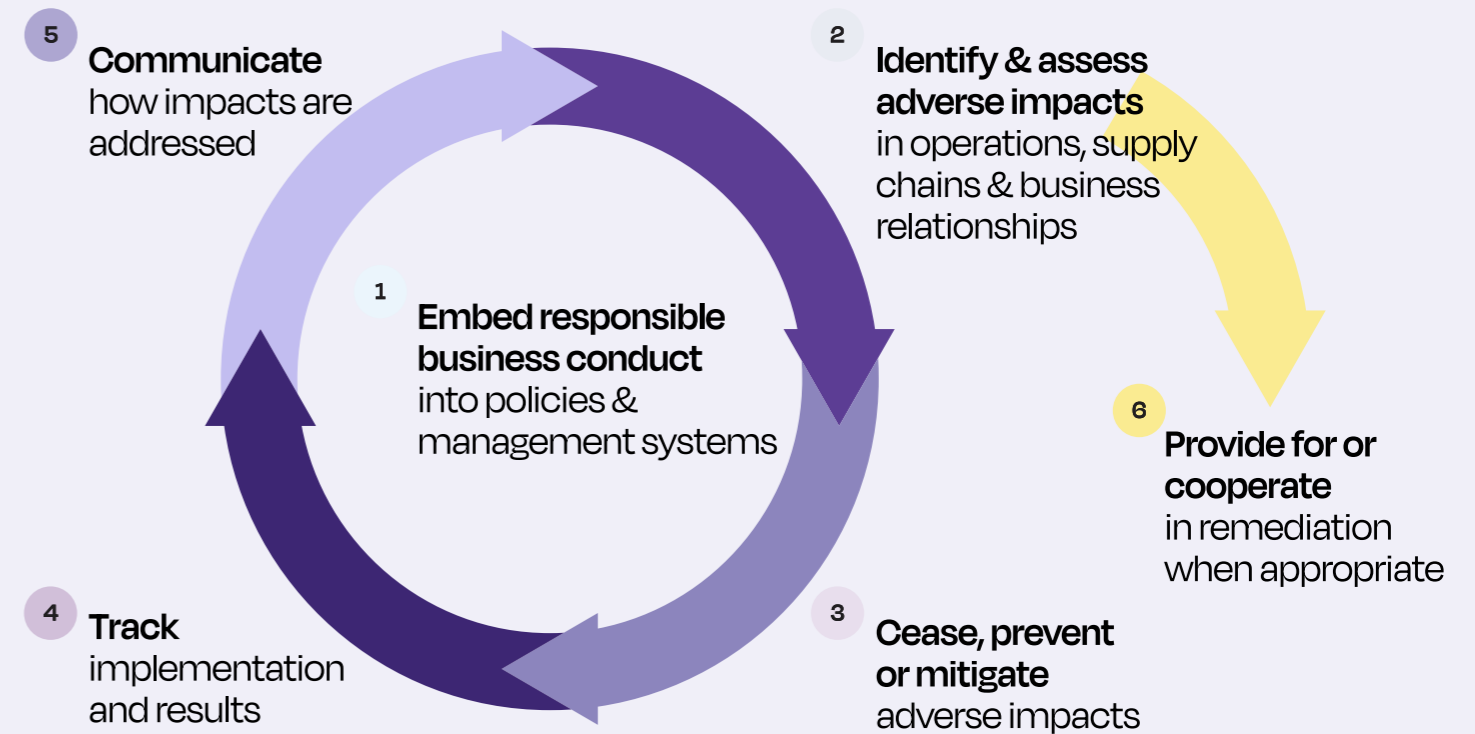 5
Communicate
how impacts are
addressed
2
Identify & assess
adverse impacts
in operations, supply
chains & business
relationships
1
Embed responsible
business conduct
into policies &
management systems
6
Provide for or
cooperate
in remediation
when appropriate
4
Track
implementation
and results
3
Cease, prevent
or mitigate
adverse impacts